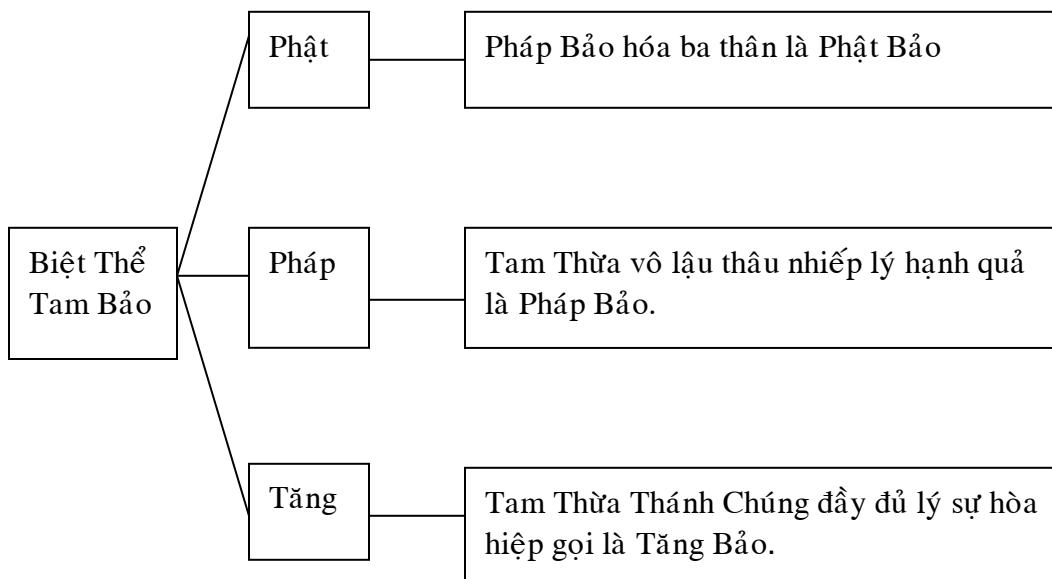 Phật
Pháp Bảo hóa ba thân là Phật Bảo
Biệt Thể
Tam Bảo
Pháp
Tam Thừa vô lậu thâu nhiếp lý hạnh quả
là Pháp Bảo.
Tăng
Tam Thừa Thánh Chúng đầy đủ lý sự hòa
hiệp gọi là Tăng Bảo.